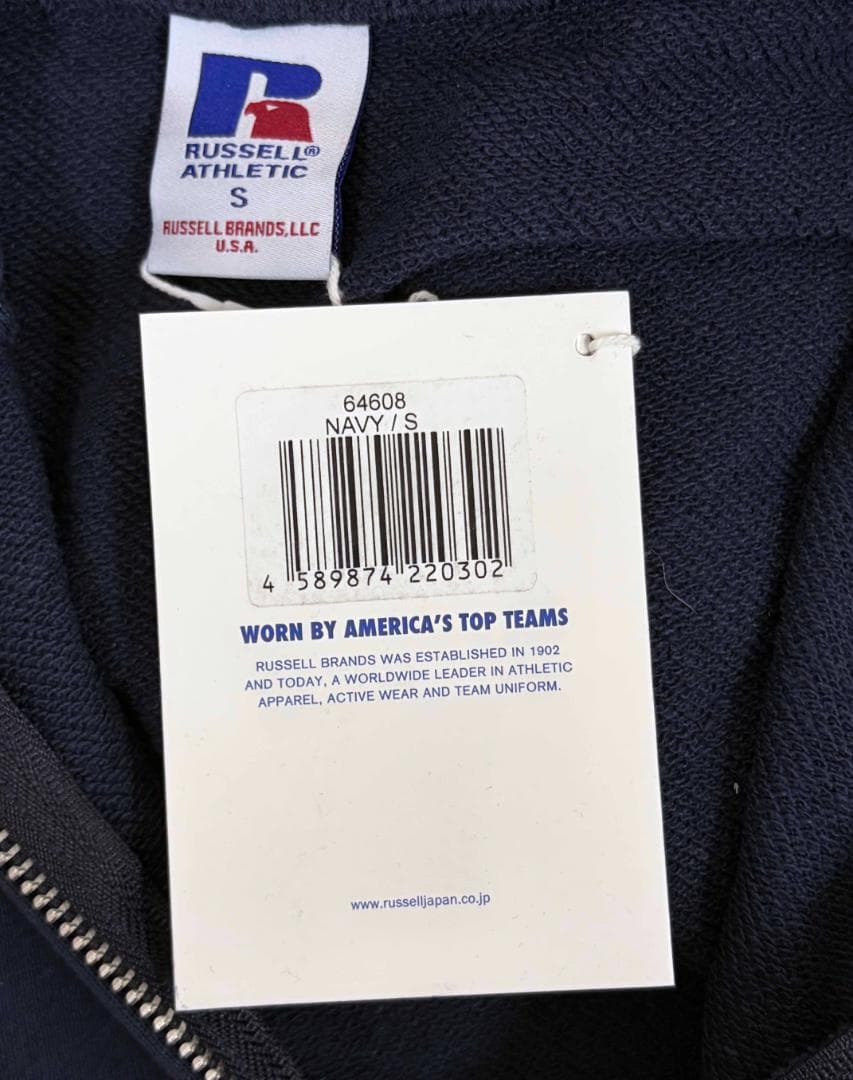 RUSSELL®
ATHLETIC
S
RUSSELL BRANDS, LLC
U.S.A.
64608
NAVY / S
4 589874 220302
WORN BY AMERICA'S TOP TEAMS
RUSSELL BRANDS WAS ESTABLISHED IN 1902
AND TODAY, A WORLDWIDE LEADER IN ATHLETIC
APPAREL, ACTIVE WEAR AND TEAM UNIFORM.
www.russelljapan.co.jp